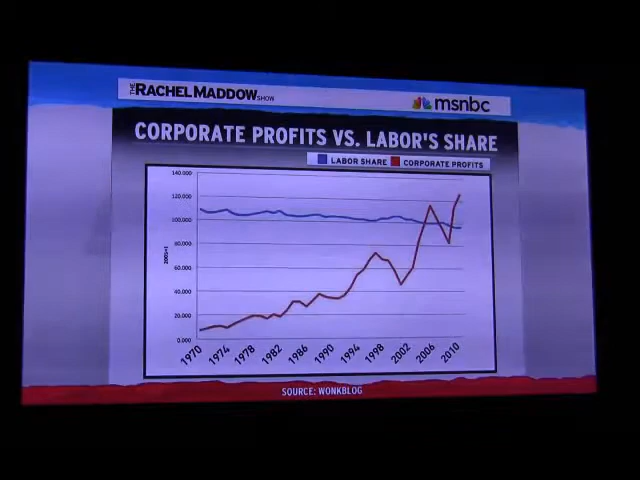 THE RACHEL MADDOW SHOW
msnbc
CORPORATE PROFITS VS. LABOR'S SHARE
LABOR SHARE CORPORATE PROFITS
140.000
120.000
100.000
80.000
60.000
40.000
20.000
0.000
1970 1974 1978 1982 1986 1990 1994 1998 2002 2006 2010
SOURCE: WONKBLOG